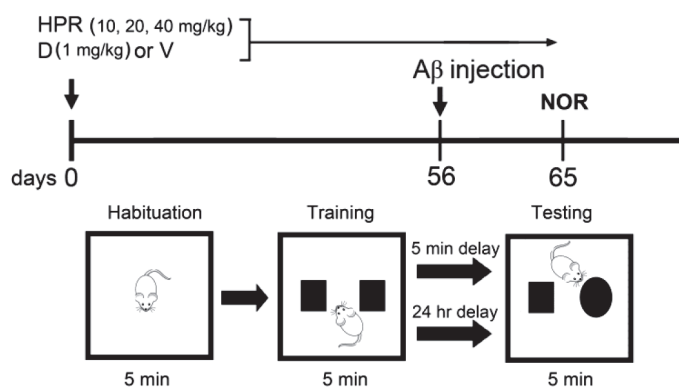 HPR (10, 20, 40 mg/kg)
D(1 mg/kg) or V
Aβ injection
NOR
days 0
56
65
Habituation
Training
Testing
5 min delay
24 hr delay
5 min
5 min
5 min